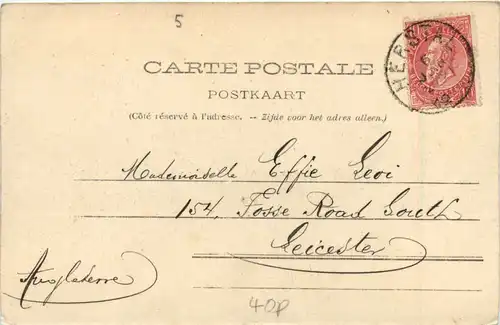 5
HERSTAL
CARTE POSTALE
POSTKAART
(Côté réservé à l'adresse. -- Zijde voor het adres alleen.)
Mademoiselle Effie Levi
154. Fosse Road South
Leicester
Angleterre
40p